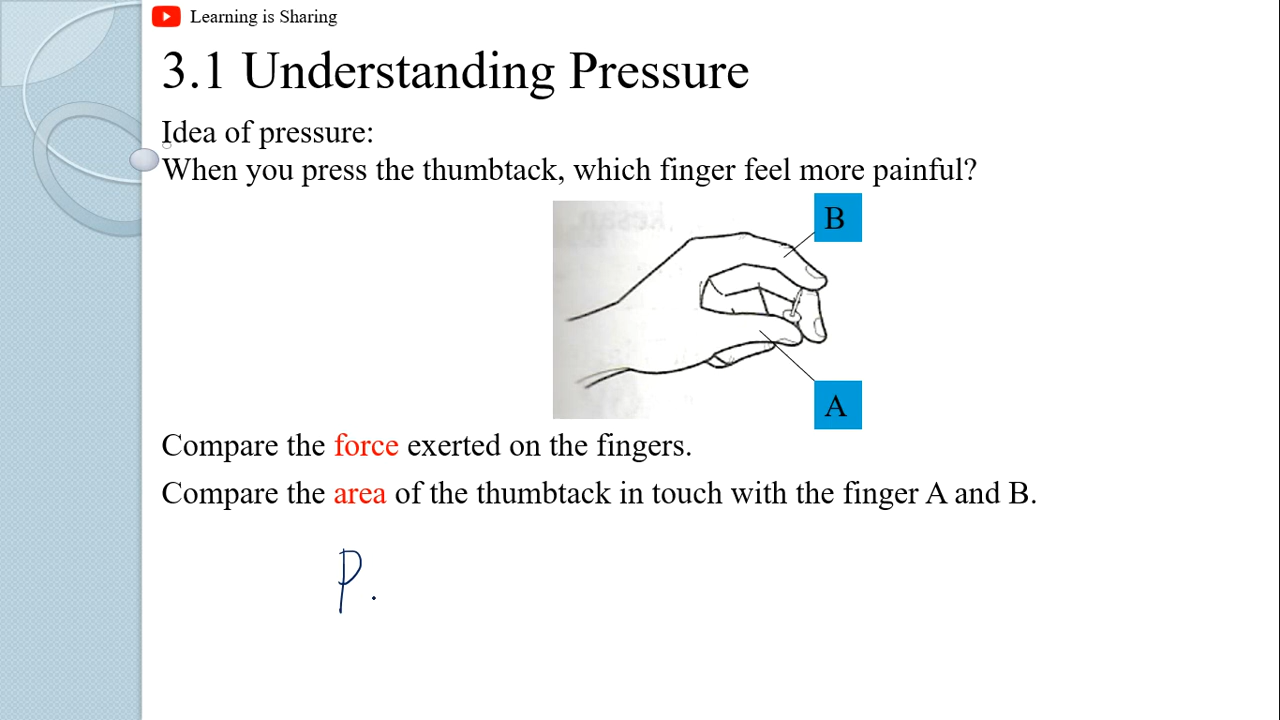 Learning is Sharing
3.1 Understanding Pressure
Idea of pressure:
When you press the thumbtack, which finger feel more painful?
B
A
Compare the force exerted on the fingers.
Compare the area of the thumbtack in touch with the finger A and B.
P.